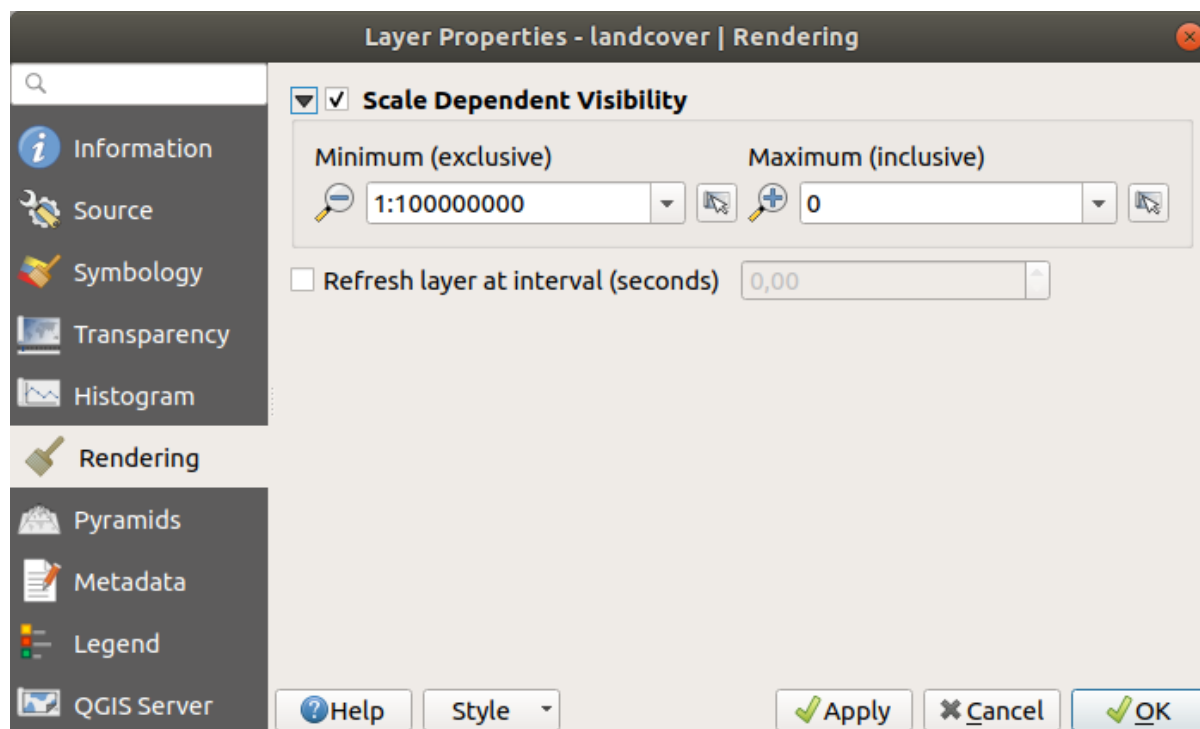 Layer Properties - landcover | Rendering
Information
Source
Symbology
Transparency
Histogram
Rendering
Pyramids
Metadata
Legend
QGIS Server
Scale Dependent Visibility
Minimum (exclusive) Maximum (inclusive)
1:100000000 0
Refresh layer at interval (seconds) 0,00
Help Style Apply Cancel OK